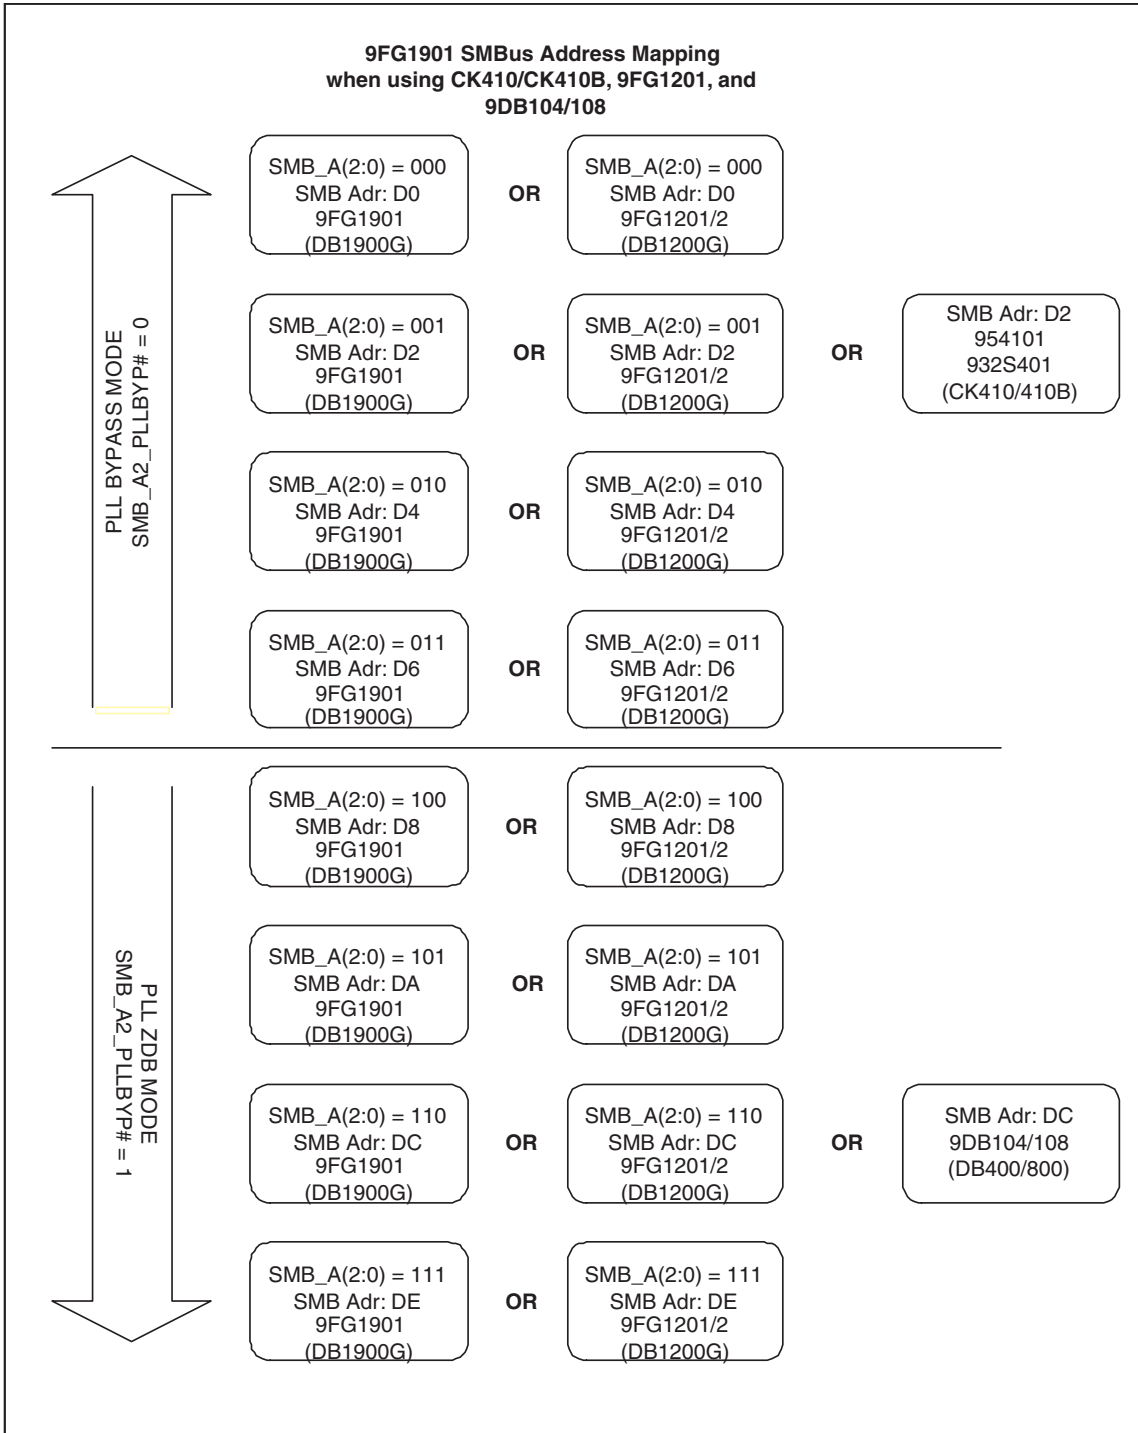 9FG1901 SMBus Address Mapping
when using CK410/CK410B, 9FG1201, and
9DB104/108
PLL BYPASS MODE
SMB_A2_PLLBYP# = 0
SMB_A(2:0) = 000
SMB Adr: D0
9FG1901
(DB1900G)
OR
SMB_A(2:0) = 000
SMB Adr: D0
9FG1201/2
(DB1200G)
SMB_A(2:0) = 001
SMB Adr: D2
9FG1901
(DB1900G)
OR
SMB_A(2:0) = 001
SMB Adr: D2
9FG1201/2
(DB1200G)
OR
SMB Adr: D2
954101
932S401
(CK410/410B)
SMB_A(2:0) = 010
SMB Adr: D4
9FG1901
(DB1900G)
OR
SMB_A(2:0) = 010
SMB Adr: D4
9FG1201/2
(DB1200G)
SMB_A(2:0) = 011
SMB Adr: D6
9FG1901
(DB1900G)
OR
SMB_A(2:0) = 011
SMB Adr: D6
9FG1201/2
(DB1200G)
PLL ZDB MODE
SMB_A2_PLLBYP# = 1
SMB_A(2:0) = 100
SMB Adr: D8
9FG1901
(DB1900G)
OR
SMB_A(2:0) = 100
SMB Adr: D8
9FG1201/2
(DB1200G)
SMB_A(2:0) = 101
SMB Adr: DA
9FG1901
(DB1900G)
OR
SMB_A(2:0) = 101
SMB Adr: DA
9FG1201/2
(DB1200G)
SMB_A(2:0) = 110
SMB Adr: DC
9FG1901
(DB1900G)
OR
SMB_A(2:0) = 110
SMB Adr: DC
9FG1201/2
(DB1200G)
OR
SMB Adr: DC
9DB104/108
(DB400/800)
SMB_A(2:0) = 111
SMB Adr: DE
9FG1901
(DB1900G)
OR
SMB_A(2:0) = 111
SMB Adr: DE
9FG1201/2
(DB1200G)